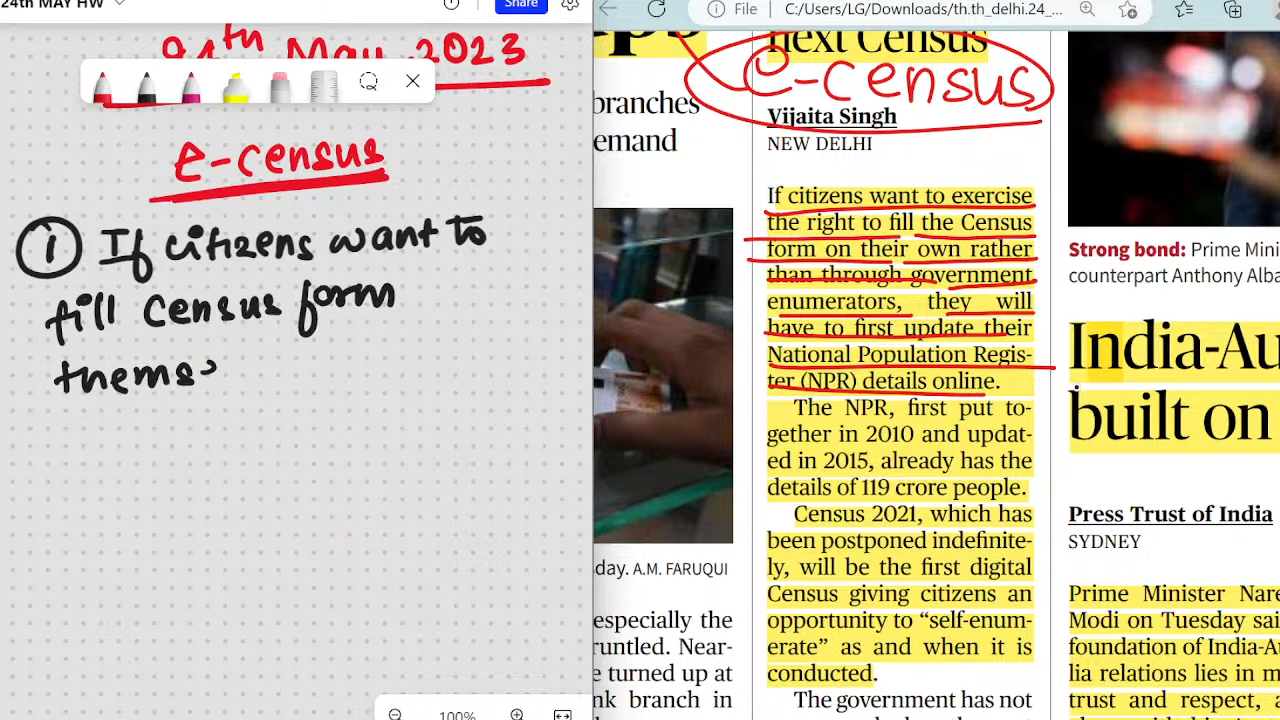 24TH MAY HW
Share
24th May 2023
e-census
① If citizens want to
fill Census form
thems
File
C:/Users/LG/Downloads/th.th_delhi.24_...
next Census
e-census
branches
emand
Vijaita Singh
NEW DELHI
If citizens want to exercise
the right to fill the Census
form on their own rather
than through government
enumerators, they will
have to first update their
National Population Regis-
ter (NPR) details online.
The NPR, first put to-
gether in 2010 and updat-
ed in 2015, already has the
details of 119 crore people.
Census 2021, which has
been postponed indefinite-
ly, will be the first digital
Census giving citizens an
opportunity to “self-enum-
erate” as and when it is
conducted.
The government has not
day. A.M. FARUQUI
especially the
runtled. Near-
e turned up at
nk branch in
Strong bond: Prime Mini
counterpart Anthony Alba
India-Au
built on
Press Trust of India
SYDNEY
Prime Minister Nare
Modi on Tuesday sai
foundation of India-Au
lia relations lies in m
trust and respect, a
100%